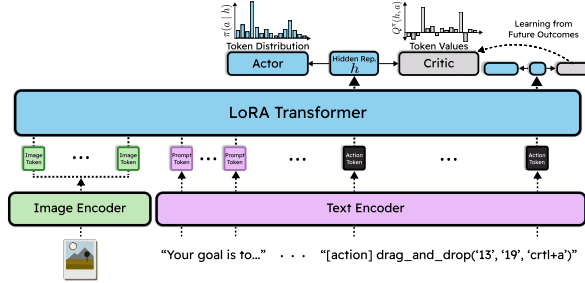 π(a | h)
Token Distribution
Q^π(h, a)
Token Values
Learning from
Future Outcomes
Actor
Hidden Rep.
h
Critic
LoRA Transformer
Image
Token
...
Image
Token
Prompt
Token
...
Prompt
Token
...
Action
Token
...
Action
Token
Image Encoder
Text Encoder
“Your goal is to...” . . . “[action] drag_and_drop(‘13’, ‘19’, ‘crtl+a’)